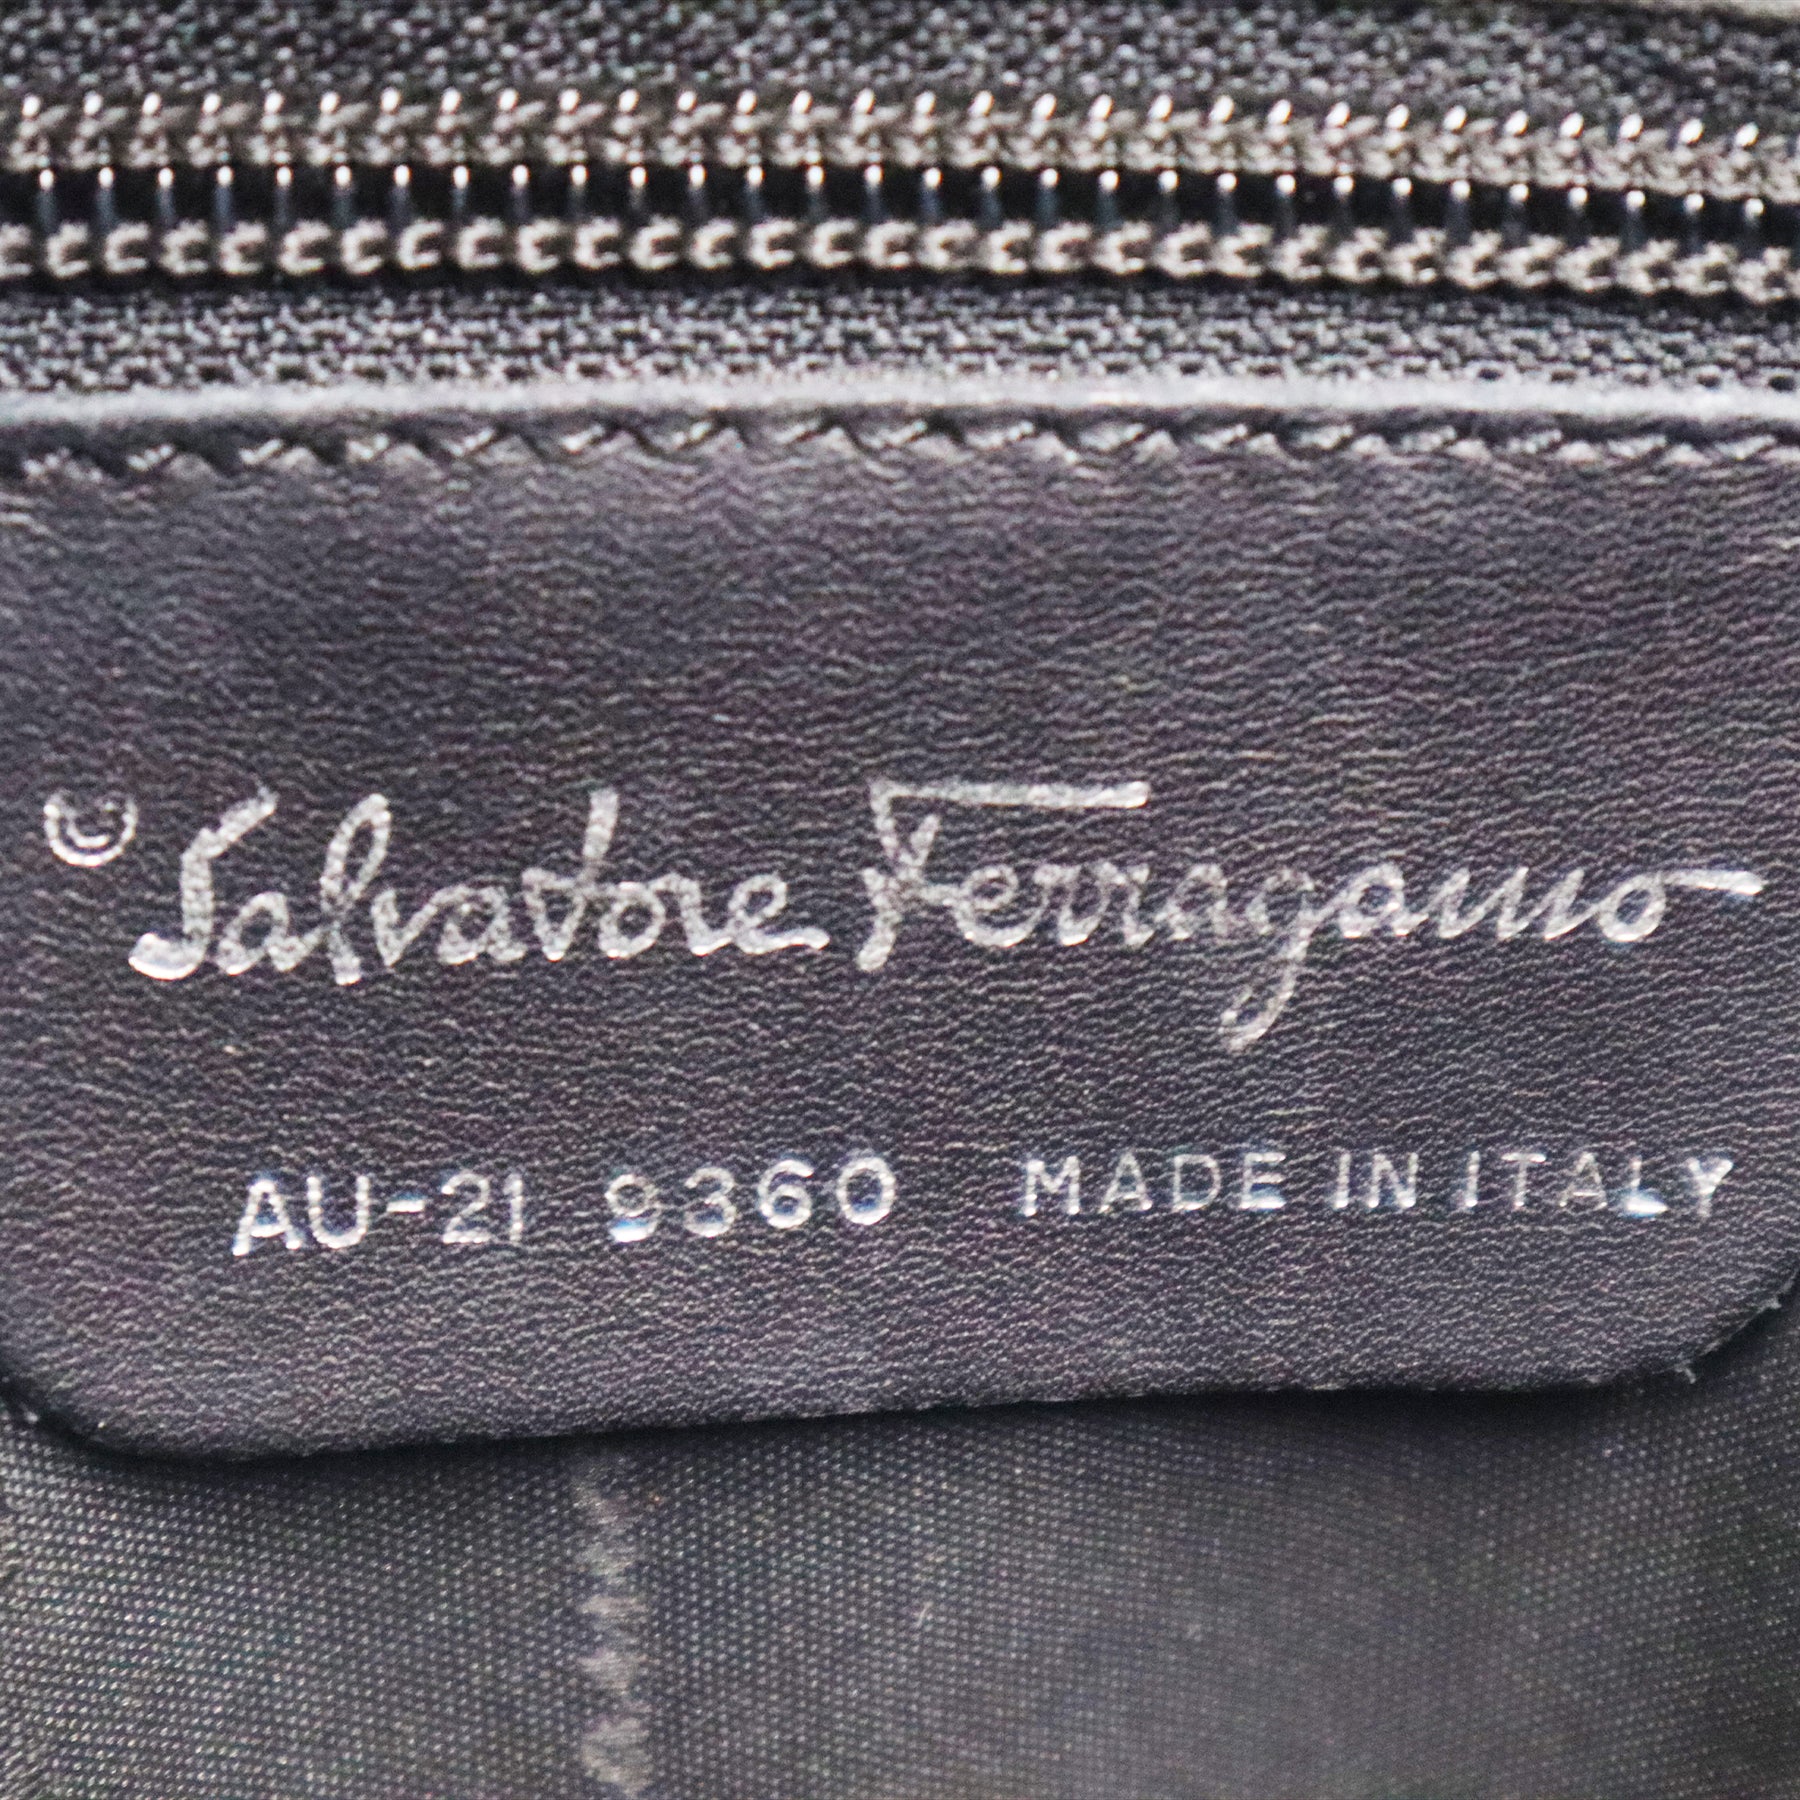 © Salvatore Ferragamo
AU-21 9360 MADE IN ITALY